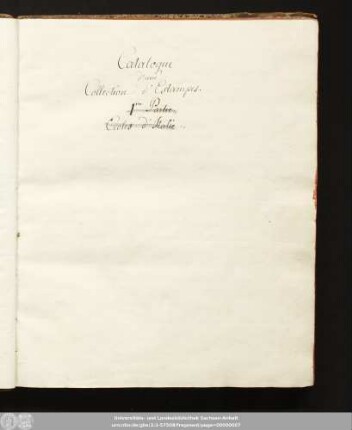 Catalogue
d'une
Collection d'Estampes.
1re Partie.
Ecoles d'Italie
Universitäts- und Landesbibliothek Sachsen-Anhalt